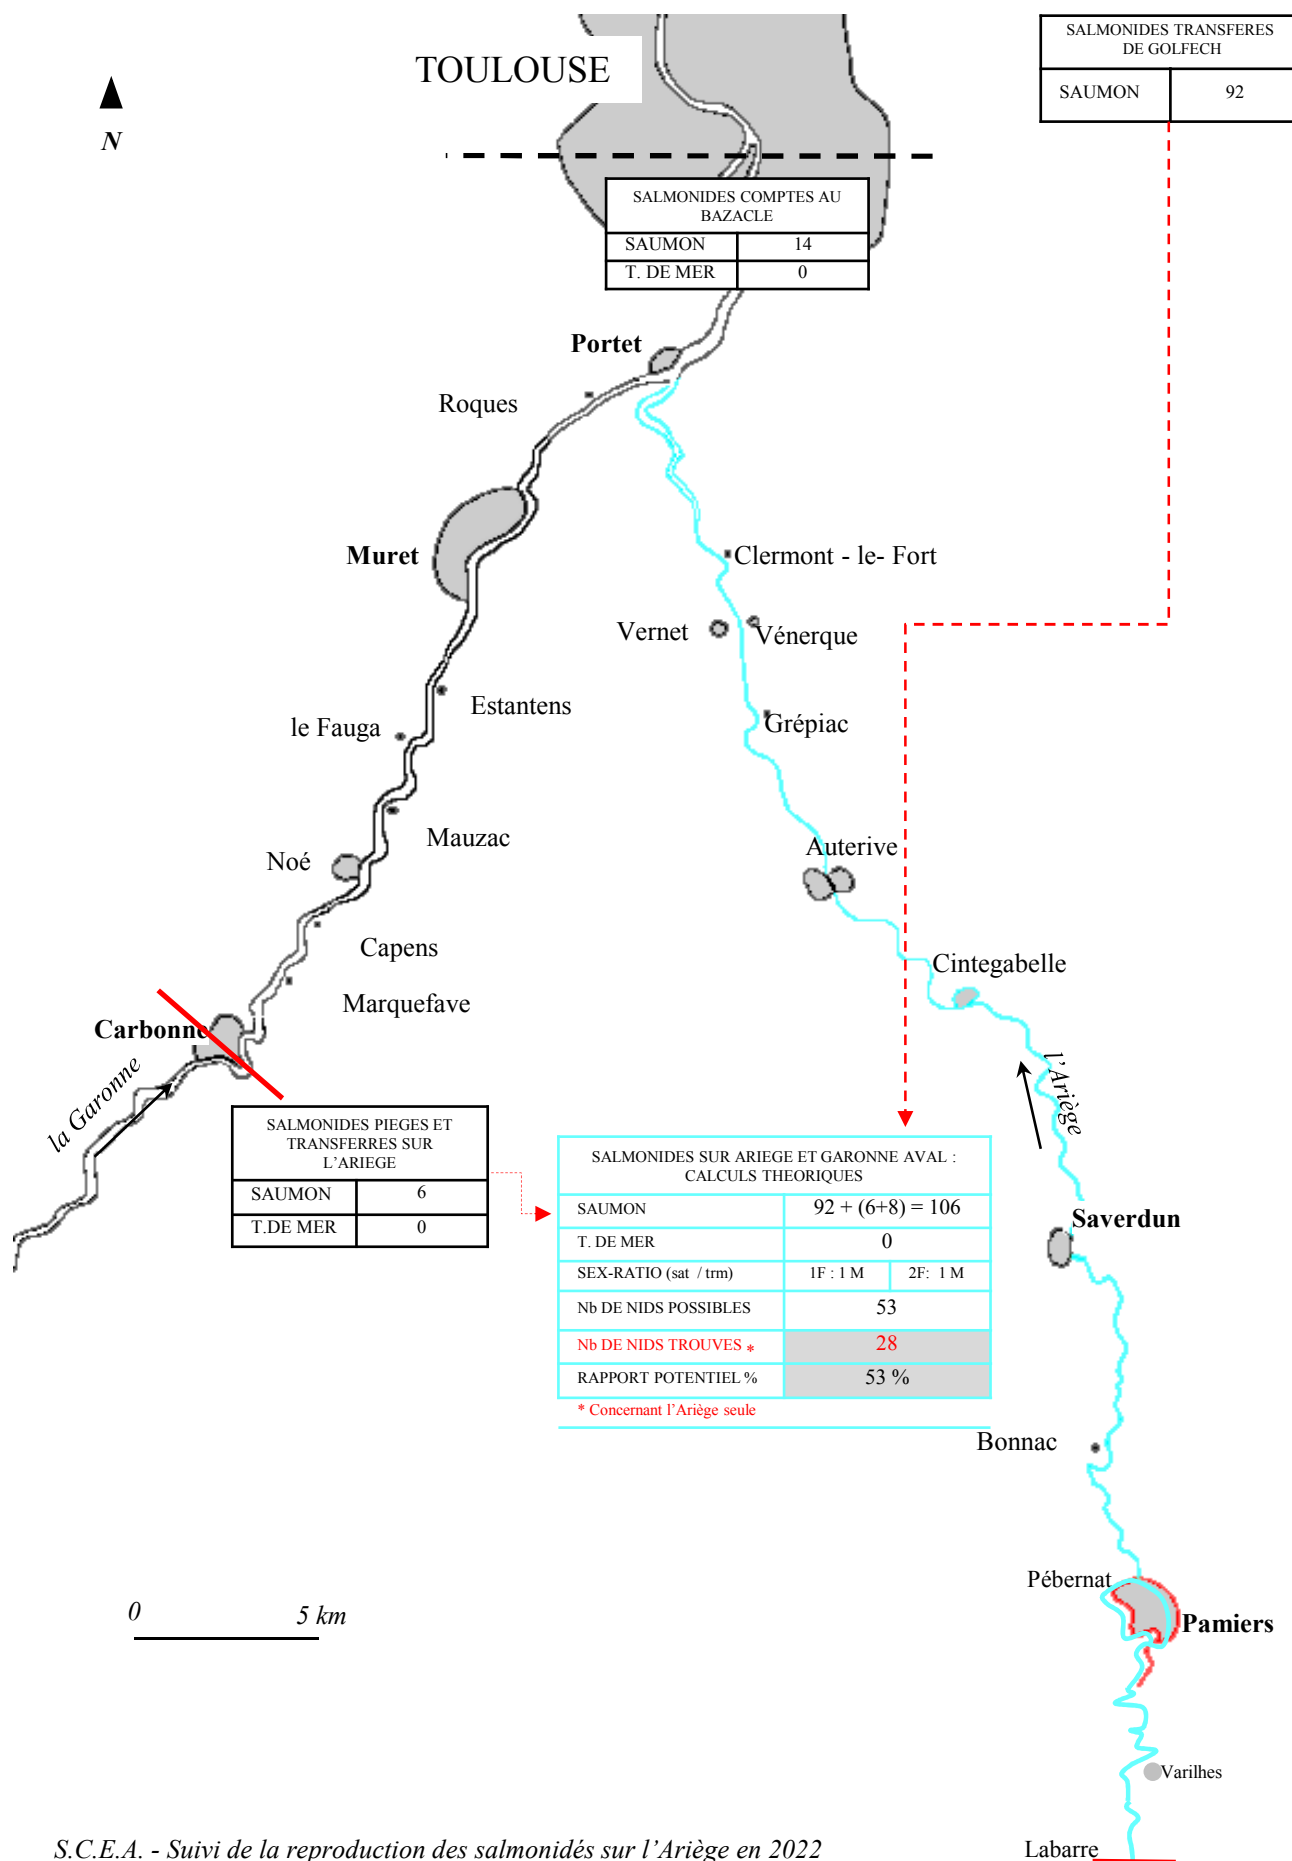 SALMONIDES TRANSFERES
DE GOLFECH
SAUMON 92
TOULOUSE
N
SALMONIDES COMPTES AU
BAZACLE
SAUMON 14
T. DE MER 0
Portet
Roques
Muret
Clermont - le- Fort
Vernet
Vénerque
Estantens
le Fauga
Grépiac
Mauzac
Noé
Auterive
Capens
Cintegabelle
Marquefave
Carbonne
la Garonne
l'Ariège
SALMONIDES PIEGES ET
TRANSFERRES SUR
L'ARIEGE
SAUMON 6
T.DE MER 0
SALMONIDES SUR ARIEGE ET GARONNE AVAL :
CALCULS THEORIQUES
SAUMON 92 + (6+8) = 106
T. DE MER 0
SEX-RATIO (sat / trm) 1F : 1 M 2F: 1 M
Nb DE NIDS POSSIBLES 53
Nb DE NIDS TROUVES * 28
RAPPORT POTENTIEL % 53 %
* Concernant l'Ariège seule
Saverdun
Bonnac
Pébernat
Pamiers
0 5 km
Varilhes
Labarre
S.C.E.A. - Suivi de la reproduction des salmonidés sur l'Ariège en 2022